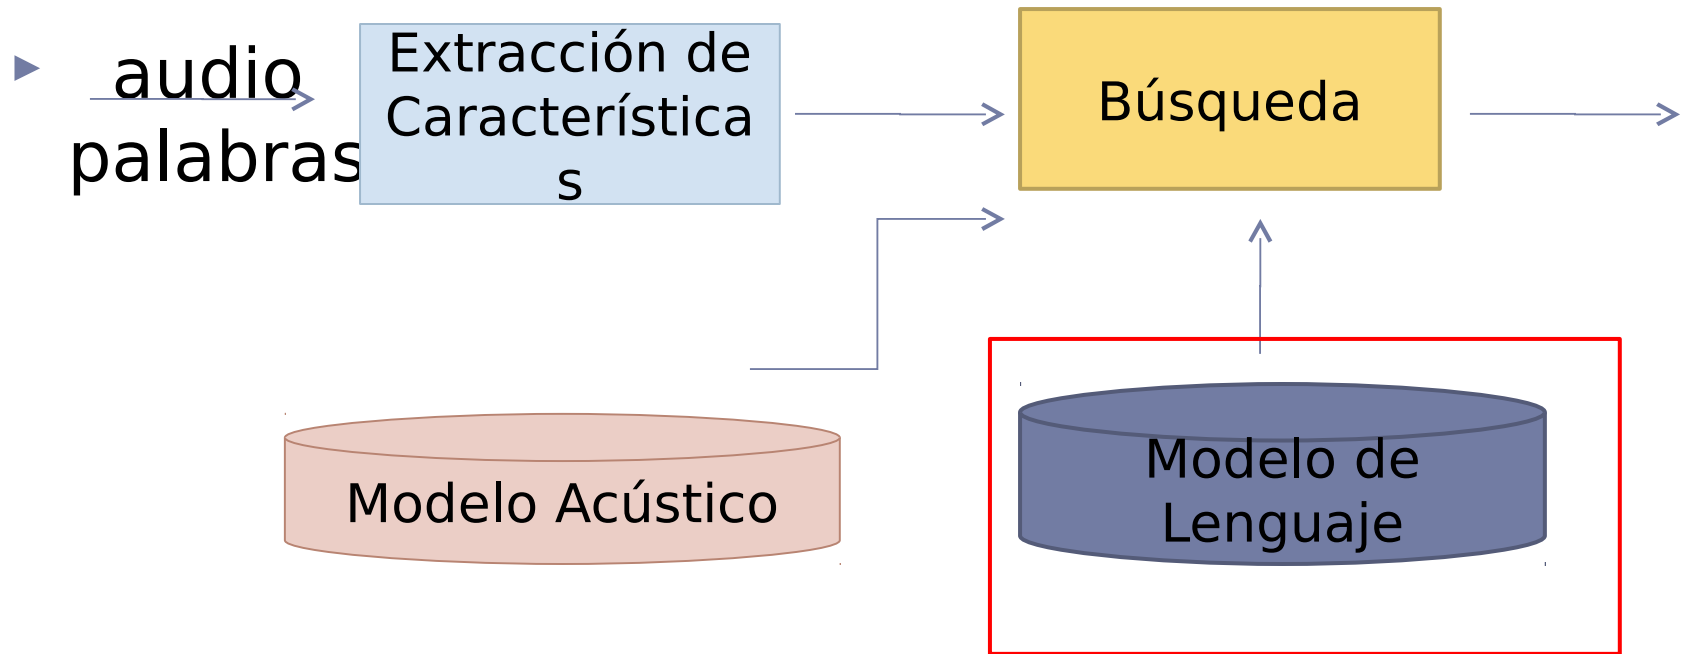 audio
palabras
Extracción de
Característica
s
Búsqueda
Modelo Acústico
Modelo de
Lenguaje